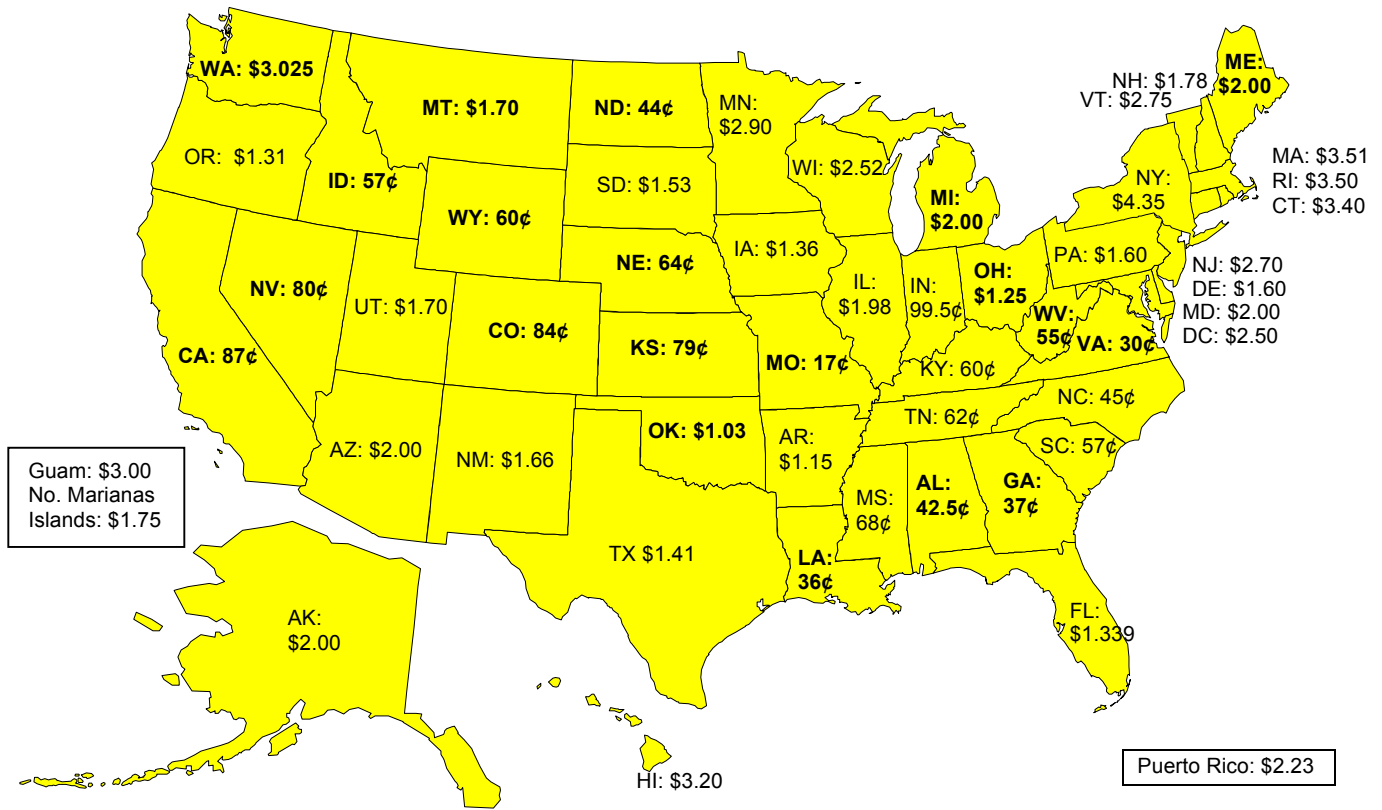 WA: $3.025
MT: $1.70
ND: 44¢
MN:
$2.90
NH: $1.78
VT: $2.75
ME:
$2.00
OR: $1.31
ID: 57¢
WY: 60¢
SD: $1.53
WI: $2.52
MI:
$2.00
NY:
$4.35
MA: $3.51
RI: $3.50
CT: $3.40
NV: 80¢
UT: $1.70
CO: 84¢
NE: 64¢
IA: $1.36
IL:
$1.98
IN:
99.5¢
OH:
$1.25
PA: $1.60
NJ: $2.70
DE: $1.60
MD: $2.00
DC: $2.50
CA: 87¢
KS: 79¢
MO: 17¢
KY: 60¢
WV:
55¢
VA: 30¢
AZ: $2.00
NM: $1.66
OK: $1.03
AR:
$1.15
TN: 62¢
NC: 45¢
SC: 57¢
Guam: $3.00
No. Marianas
Islands: $1.75
TX $1.41
LA:
36¢
MS:
68¢
AL:
42.5¢
GA:
37¢
FL:
$1.339
AK:
$2.00
HI: $3.20
Puerto Rico: $2.23